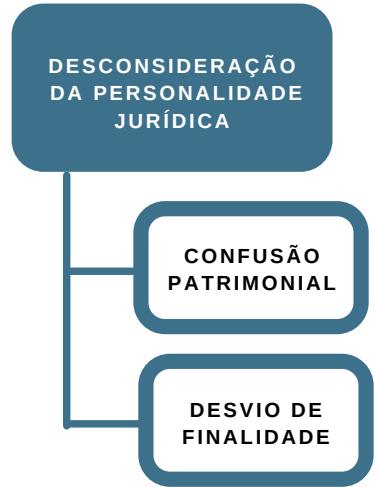 DESCONSIDERAÇÃO
DA PERSONALIDADE
JURÍDICA
CONFUSÃO
PATRIMONIAL
DESVIO DE
FINALIDADE